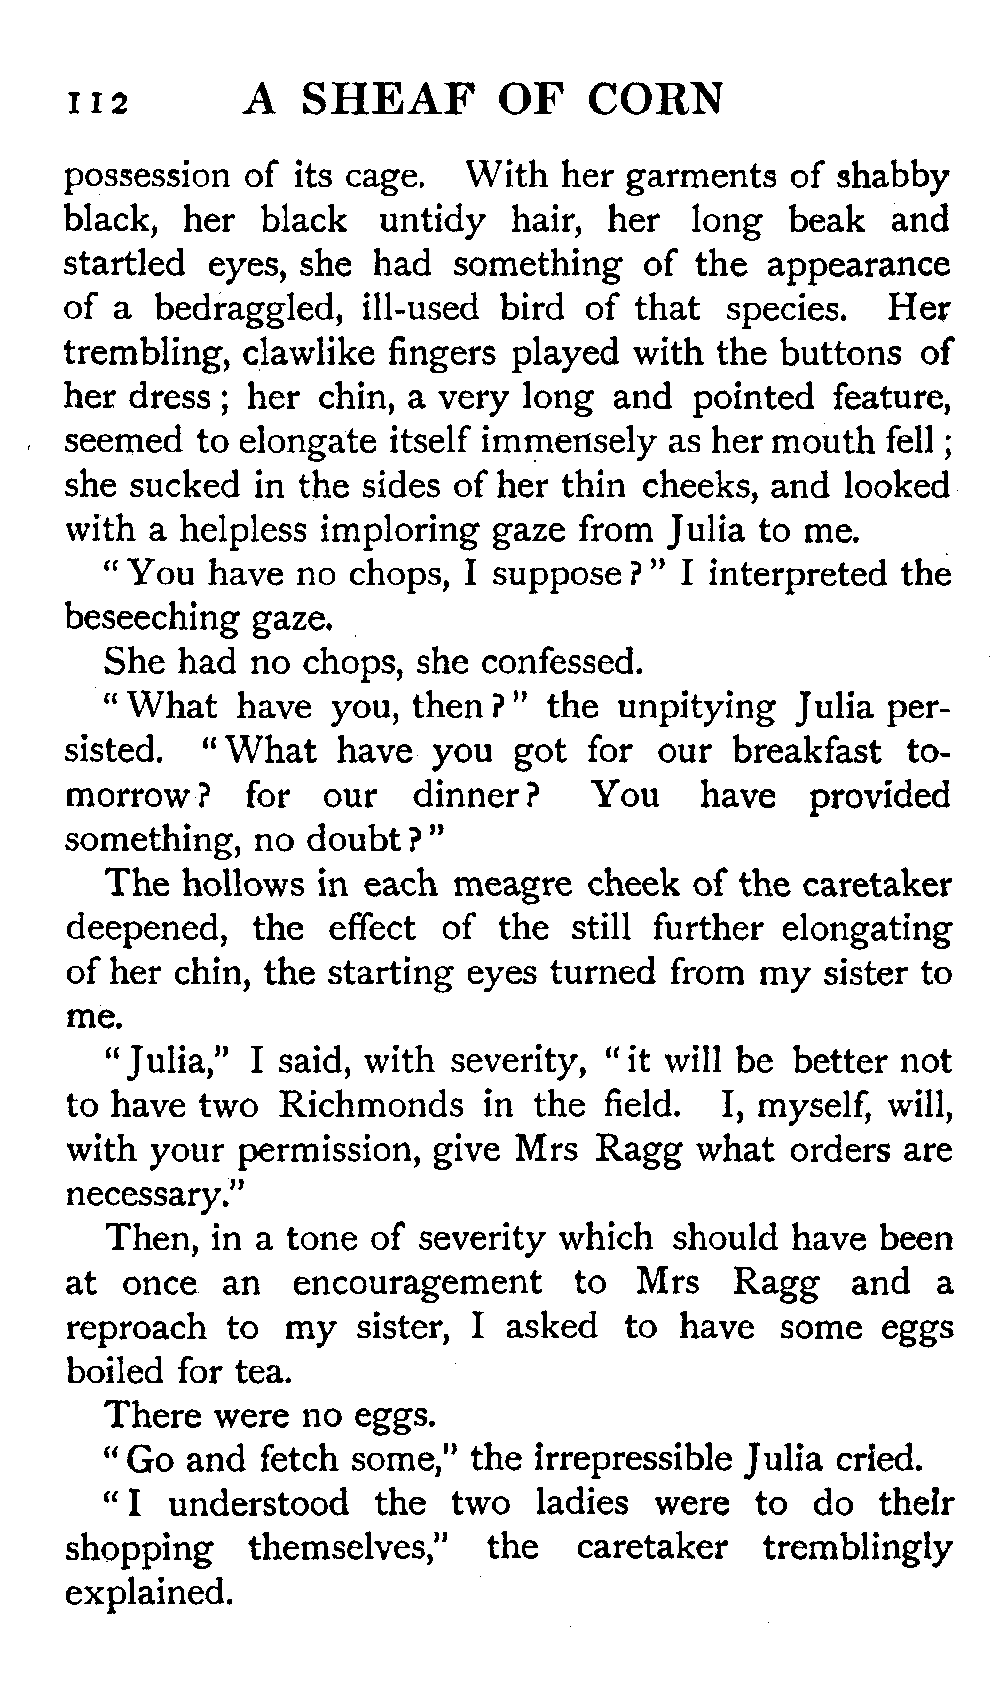 112 A SHEAF OF CORN
possession of its cage. With her garments of shabby
black, her black untidy hair, her long beak and
startled eyes, she had something of the appearance
of a bedraggled, ill-used bird of that species. Her
trembling, clawlike fingers played with the buttons of
her dress ; her chin, a very long and pointed feature,
seemed to elongate itself immensely as her mouth fell ;
she sucked in the sides of her thin cheeks, and looked
with a helpless imploring gaze from Julia to me.
“You have no chops, I suppose?” I interpreted the
beseeching gaze.
She had no chops, she confessed.
“What have you, then?” the unpitying Julia per-
sisted. “What have you got for our breakfast to-
morrow? for our dinner? You have provided
something, no doubt?”
The hollows in each meagre cheek of the caretaker
deepened, the effect of the still further elongating
of her chin, the starting eyes turned from my sister to
me.
“Julia,” I said, with severity, “it will be better not
to have two Richmonds in the field. I, myself, will,
with your permission, give Mrs Ragg what orders are
necessary.”
Then, in a tone of severity which should have been
at once an encouragement to Mrs Ragg and a
reproach to my sister, I asked to have some eggs
boiled for tea.
There were no eggs.
“Go and fetch some,” the irrepressible Julia cried.
“I understood the two ladies were to do their
shopping themselves,” the caretaker tremblingly
explained.